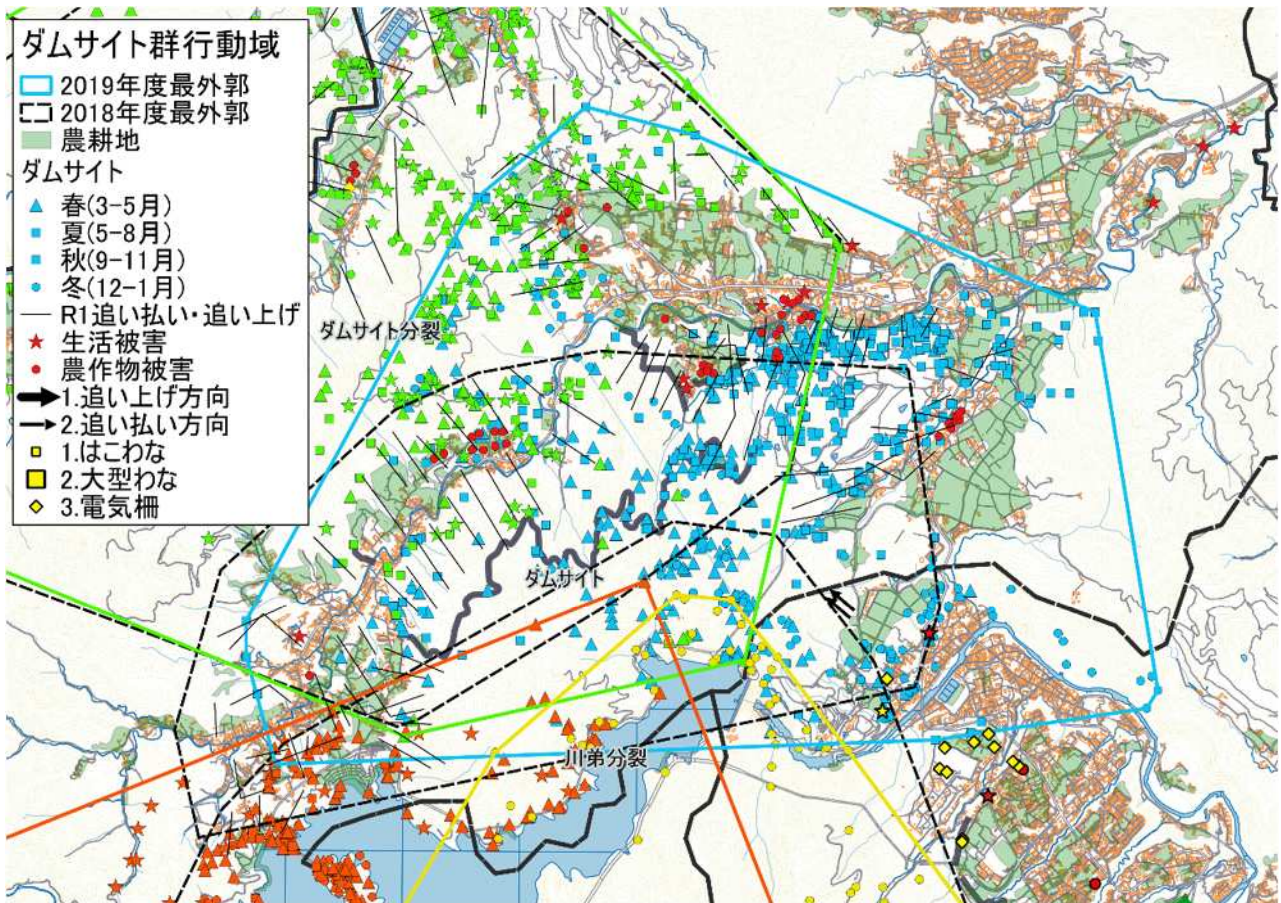 ダムサイト群行動域
2019年度最外郭
2018年度最外郭
農耕地
ダムサイト
春(3-5月)
夏(5-8月)
秋(9-11月)
冬(12-1月)
R1追い払い・追い上げ
生活被害
農作物被害
1.追い上げ方向
2.追い払い方向
1.はこわな
2.大型わな
3.電気柵
ダムサイト分裂
ダムサイト
川弟分裂